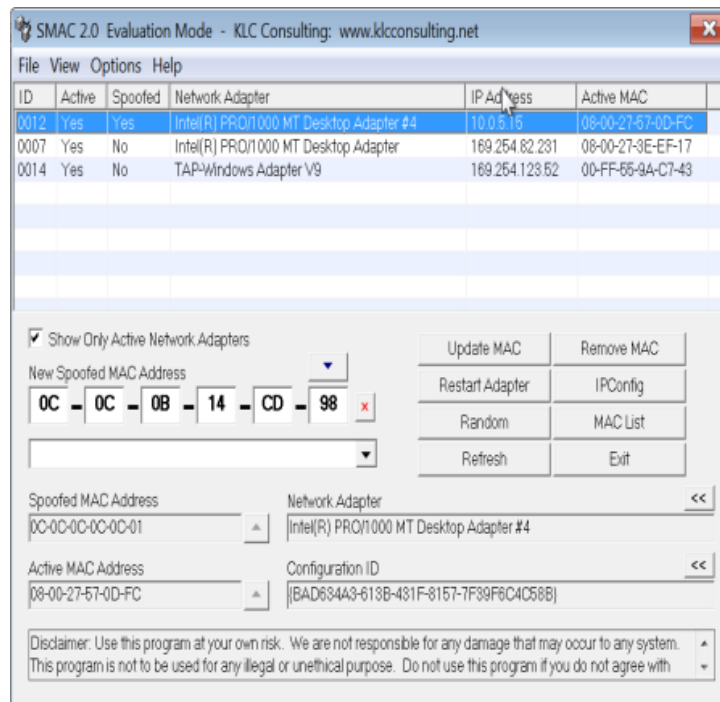 SMAC 2.0 Evaluation Mode - KLC Consulting: www.klcconsulting.net
File View Options Help
ID Active Spoofed Network Adapter IP Address Active MAC
0012 Yes Yes Intel(R) PRO/1000 MT Desktop Adapter #4 10.0.5.15 08-00-27-57-0D-FC
0007 Yes No Intel(R) PRO/1000 MT Desktop Adapter 169.254.82.231 08-00-27-3E-EF-17
0014 Yes No TAP-Windows Adapter V9 169.254.123.52 00-FF-55-9A-C7-43
Show Only Active Network Adapters
New Spoofed MAC Address
0C - 0C - 0B - 14 - CD - 98 x
Update MAC Remove MAC
Restart Adapter IPConfig
Random MAC List
Refresh Exit
Spoofed MAC Address
0C-0C-0C-0C-0C-01
Network Adapter <<
Intel(R) PRO/1000 MT Desktop Adapter #4
Active MAC Address
08-00-27-57-0D-FC
Configuration ID <<
{BAD634A3-613B-431F-8157-7F39F6C4C58B}
Disclaimer: Use this program at your own risk. We are not responsible for any damage that may occur to any system.
This program is not to be used for any illegal or unethical purpose. Do not use this program if you do not agree with